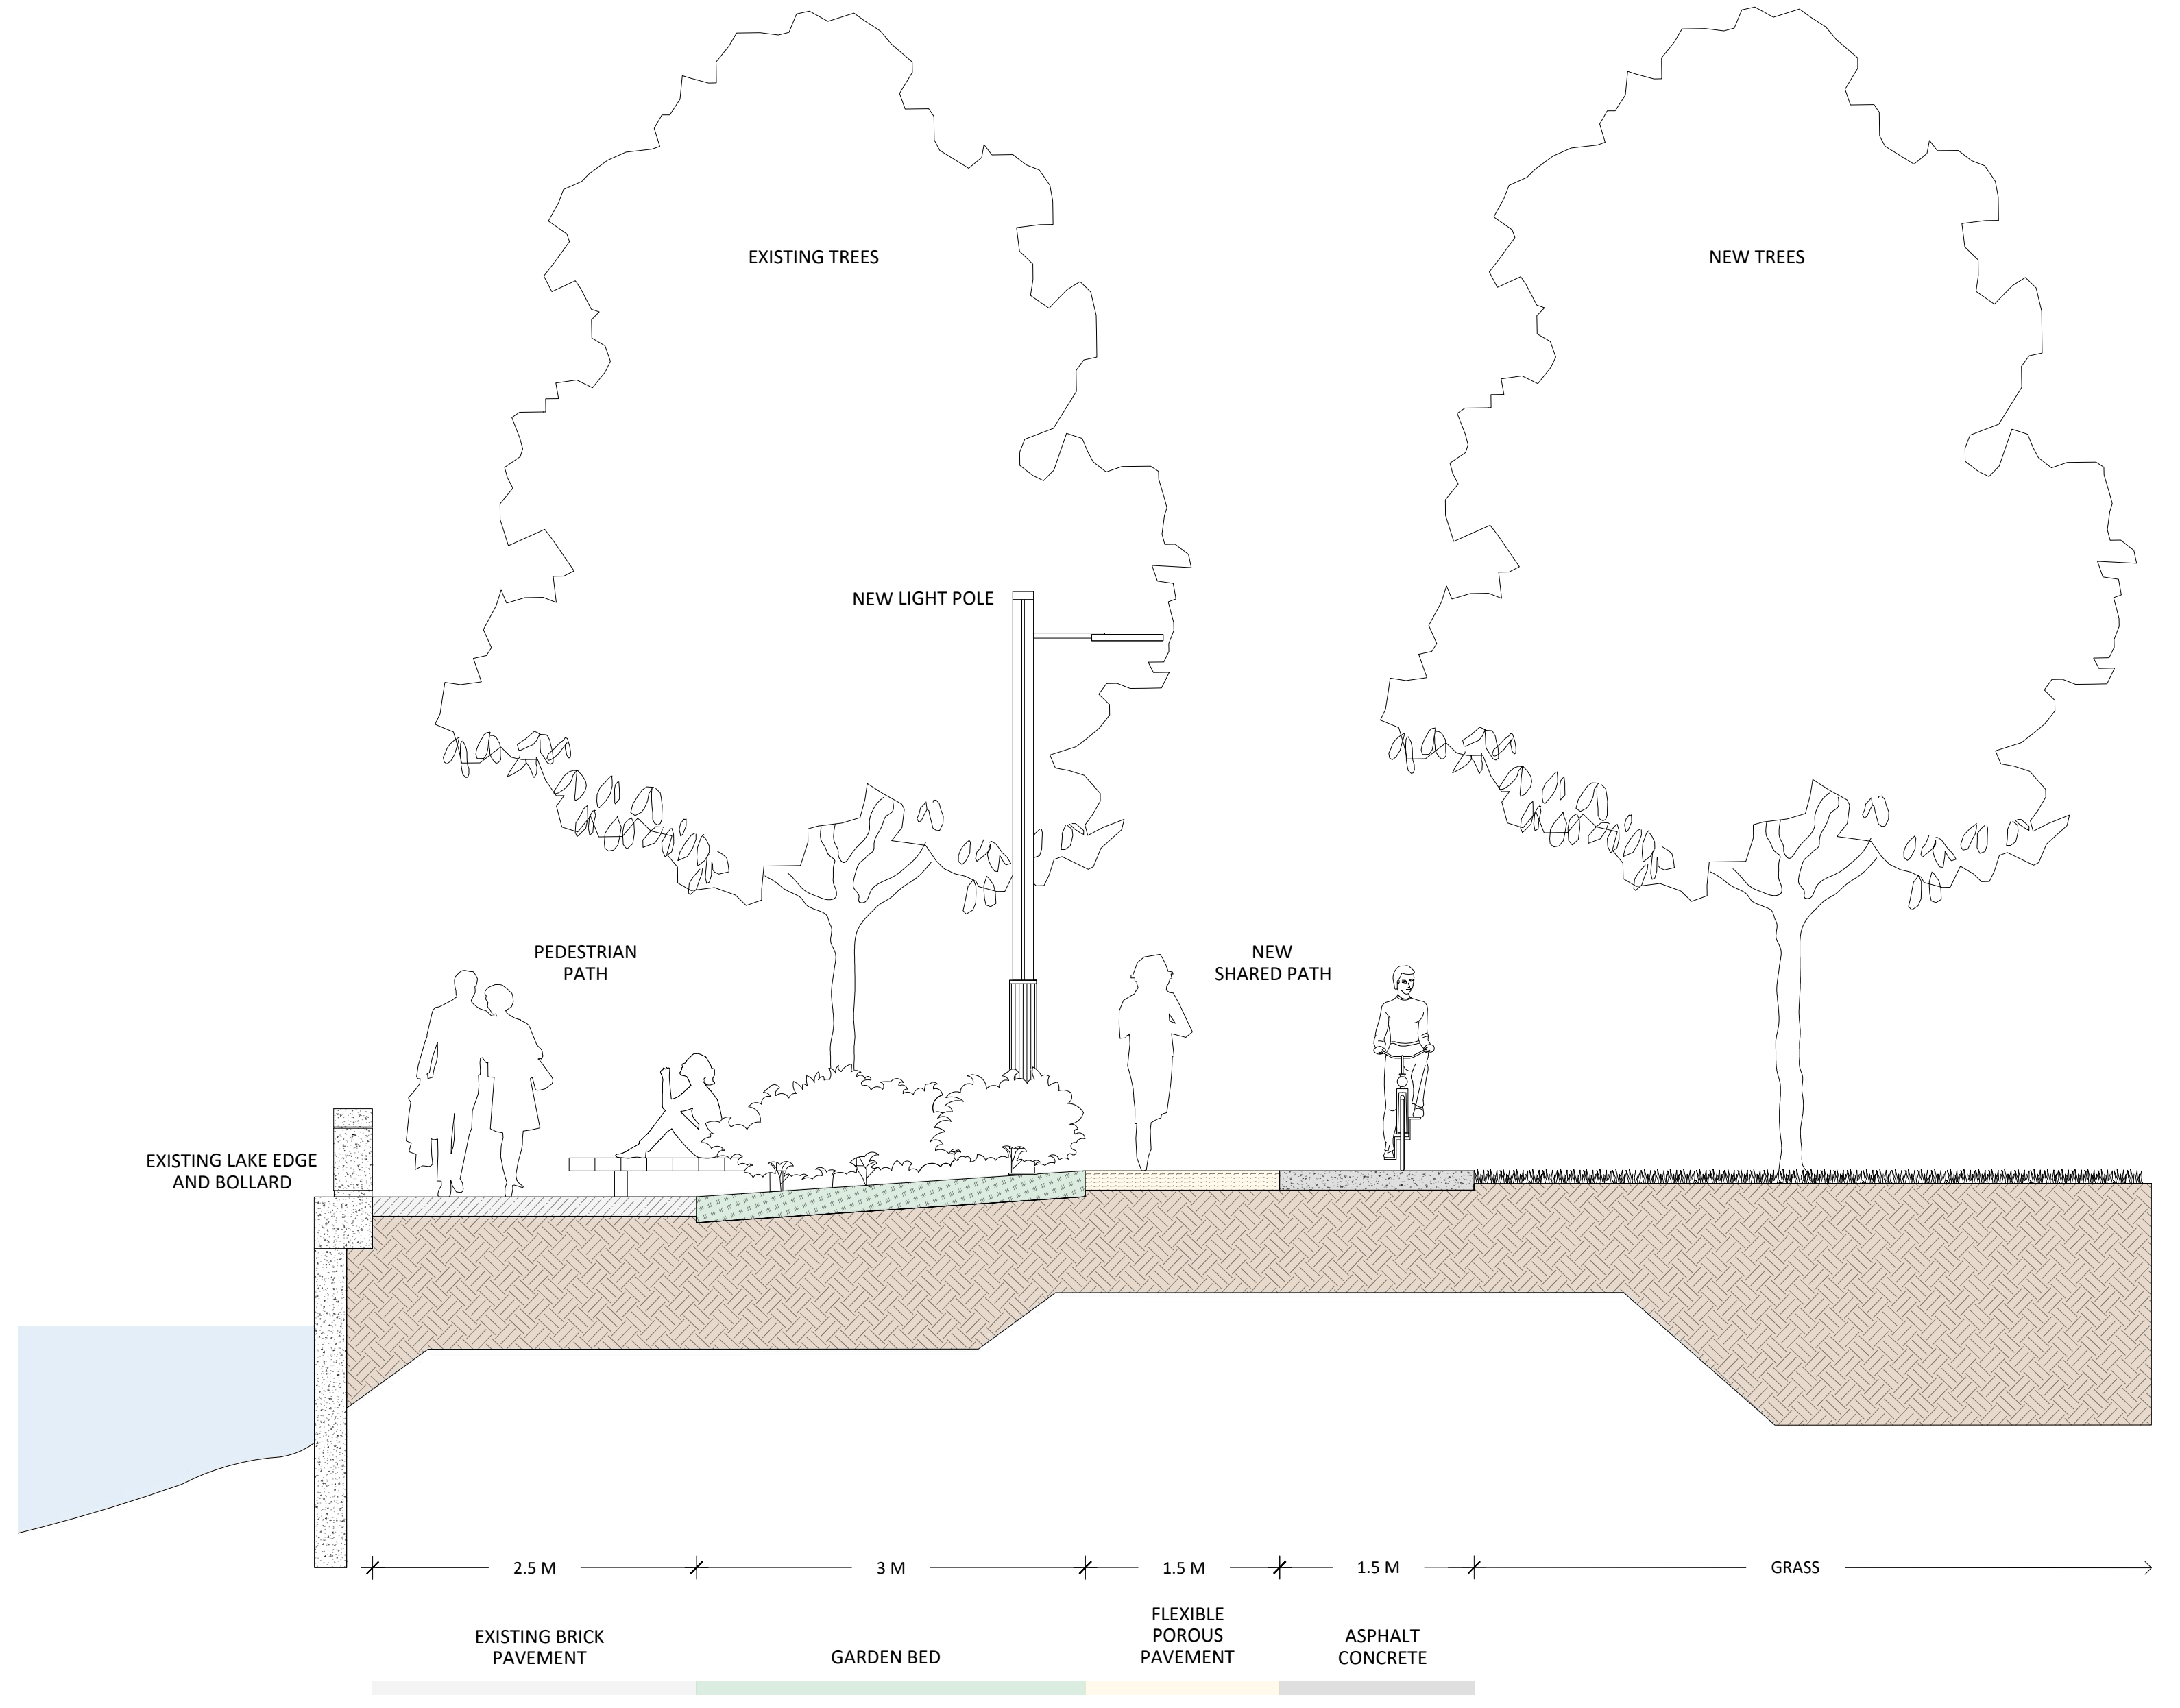 EXISTING TREES
NEW TREES
NEW LIGHT POLE
PEDESTRIAN
PATH
NEW
SHARED PATH
EXISTING LAKE EDGE
AND BOLLARD
2.5 M
3 M
1.5 M
1.5 M
GRASS
EXISTING BRICK
PAVEMENT
GARDEN BED
FLEXIBLE
POROUS
PAVEMENT
ASPHALT
CONCRETE